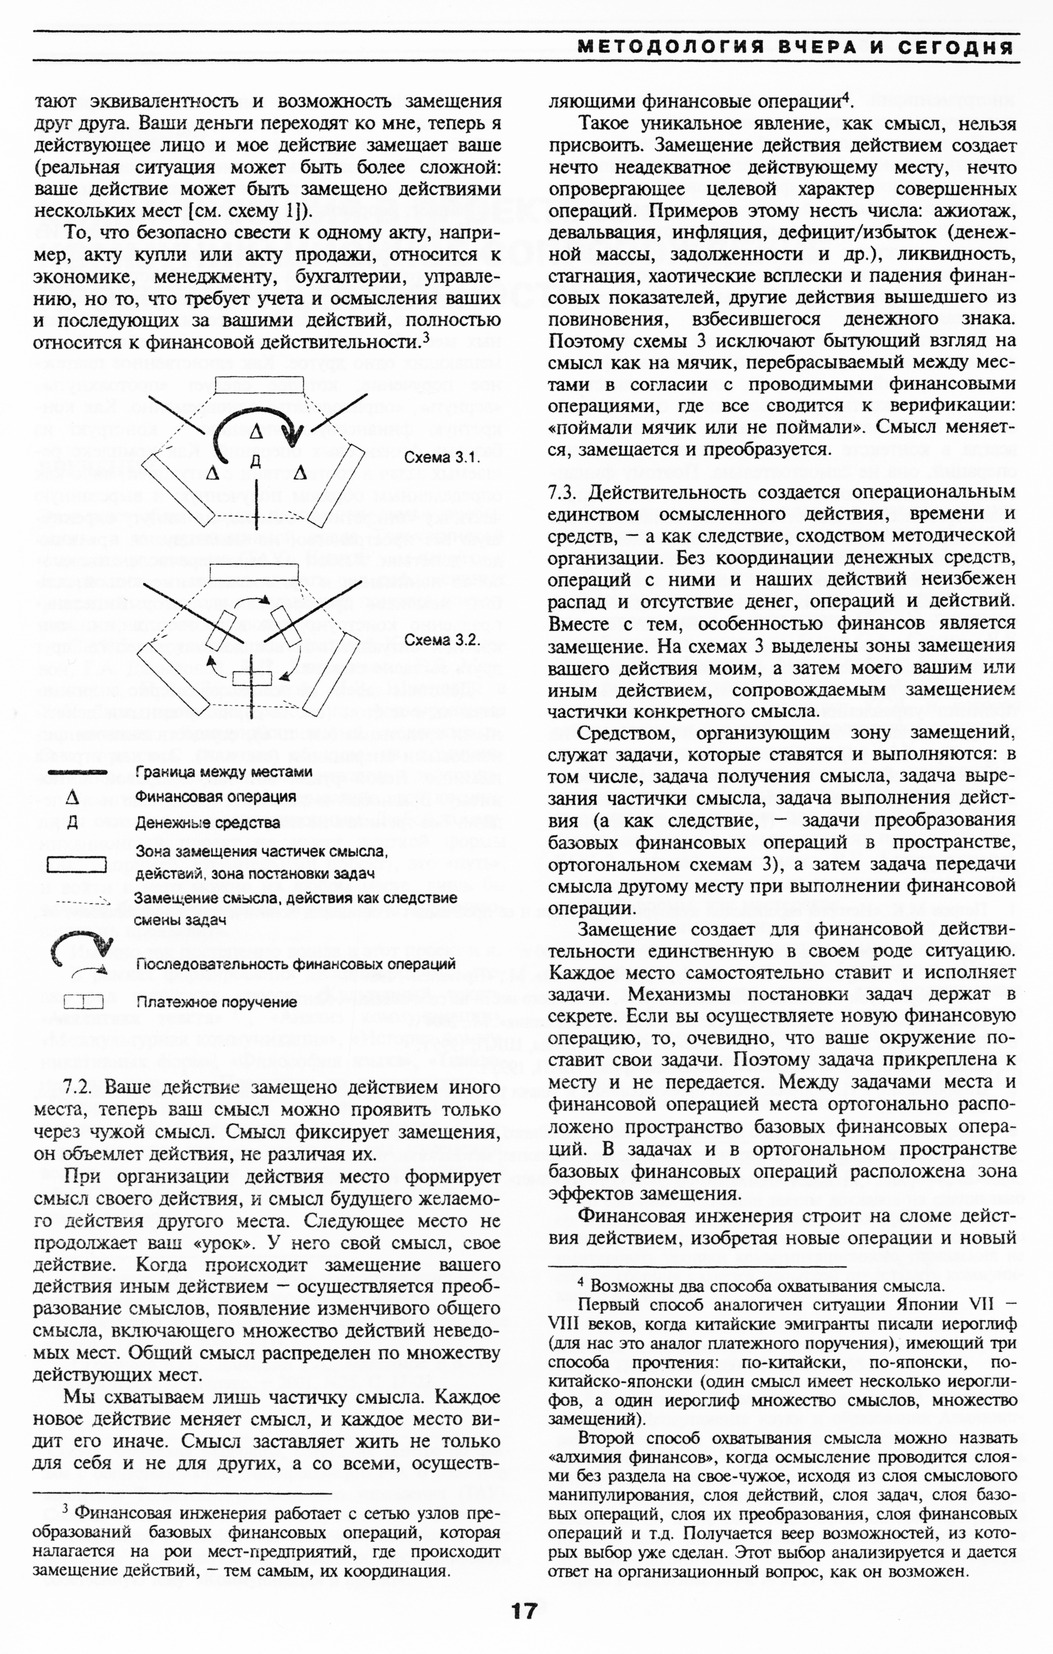 МЕТОДОЛОГИЯ ВЧЕРА И СЕГОДНЯ
тают эквивалентность и возможность замещения
друг друга. Ваши деньги переходят ко мне, теперь я
действующее лицо и мое действие замещает ваше
(реальная ситуация может быть более сложной:
ваше действие может быть замещено действиями
нескольких мест [см. схему 1]).
То, что безопасно свести к одному акту, напри-
мер, акту купли или акту продажи, относится к
экономике, менеджменту, бухгалтерии, управле-
нию, но то, что требует учета и осмысления ваших
и последующих за вашими действий, полностью
относится к финансовой действительности.³
Δ
Д
Δ Δ
Схема 3.1.
Схема 3.2.
Граница между местами
Δ Финансовая операция
Д Денежные средства
Зона замещения частичек смысла,
действий, зона постановки задач
Замещение смысла, действия как следствие
смены задач
Последовательность финансовых операций
Платежное поручение
7.2. Ваше действие замещено действием иного
места, теперь ваш смысл можно проявить только
через чужой смысл. Смысл фиксирует замещения,
он объемлет действия, не различая их.
При организации действия место формирует
смысл своего действия, и смысл будущего желаемо-
го действия другого места. Следующее место не
продолжает ваш «урок». У него свой смысл, свое
действие. Когда происходит замещение вашего
действия иным действием — осуществляется преоб-
разование смыслов, появление изменчивого общего
смысла, включающего множество действий неведо-
мых мест. Общий смысл распределен по множеству
действующих мест.
Мы схватываем лишь частичку смысла. Каждое
новое действие меняет смысл, и каждое место ви-
дит его иначе. Смысл заставляет жить не только
для себя и не для других, а со всеми, осуществ-
³ Финансовая инженерия работает с сетью узлов пре-
образований базовых финансовых операций, которая
налагается на рои мест-предприятий, где происходит
замещение действий, — тем самым, их координация.
ляющими финансовые операции⁴.
Такое уникальное явление, как смысл, нельзя
присвоить. Замещение действия действием создает
нечто неадекватное действующему месту, нечто
опровергающее целевой характер совершенных
операций. Примеров этому несть числа: ажиотаж,
девальвация, инфляция, дефицит/избыток (денеж-
ной массы, задолженности и др.), ликвидность,
стагнация, хаотические всплески и падения финан-
совых показателей, другие действия вышедшего из
повиновения, взбесившегося денежного знака.
Поэтому схемы 3 исключают бытующий взгляд на
смысл как на мячик, перебрасываемый между мес-
тами в согласии с проводимыми финансовыми
операциями, где все сводится к верификации:
«поймали мячик или не поймали». Смысл меняет-
ся, замещается и преобразуется.
7.3. Действительность создается операциональным
единством осмысленного действия, времени и
средств, — а как следствие, сходством методической
организации. Без координации денежных средств,
операций с ними и наших действий неизбежен
распад и отсутствие денег, операций и действий.
Вместе с тем, особенностью финансов является
замещение. На схемах 3 выделены зоны замещения
вашего действия моим, а затем моего вашим или
иным действием, сопровождаемым замещением
частички конкретного смысла.
Средством, организующим зону замещений,
служат задачи, которые ставятся и выполняются: в
том числе, задача получения смысла, задача выре-
зания частички смысла, задача выполнения дейст-
вия (а как следствие, — задачи преобразования
базовых финансовых операций в пространстве,
ортогональном схемам 3), а затем задача передачи
смысла другому месту при выполнении финансовой
операции.
Замещение создает для финансовой действи-
тельности единственную в своем роде ситуацию.
Каждое место самостоятельно ставит и исполняет
задачи. Механизмы постановки задач держат в
секрете. Если вы осуществляете новую финансовую
операцию, то, очевидно, что ваше окружение по-
ставит свои задачи. Поэтому задача прикреплена к
месту и не передается. Между задачами места и
финансовой операцией места ортогонально распо-
ложено пространство базовых финансовых опера-
ций. В задачах и в ортогональном пространстве
базовых финансовых операций расположена зона
эффектов замещения.
Финансовая инженерия строит на сломе дейст-
вия действием, изобретая новые операции и новый
⁴ Возможны два способа охватывания смысла.
Первый способ аналогичен ситуации Японии VII —
VIII веков, когда китайские эмигранты писали иероглиф
(для нас это аналог платежного поручения), имеющий три
способа прочтения: по-китайски, по-японски, по-
китайско-японски (один смысл имеет несколько иерогли-
фов, а один иероглиф множество смыслов, множество
замещений).
Второй способ охватывания смысла можно назвать
«алхимия финансов», когда осмысление проводится слоя-
ми без раздела на свое-чужое, исходя из слоя смыслового
манипулирования, слоя действий, слоя задач, слоя базо-
вых операций, слоя их преобразования, слоя финансовых
операций и т.д. Получается веер возможностей, из кото-
рых выбор уже сделан. Этот выбор анализируется и дается
ответ на организационный вопрос, как он возможен.
17